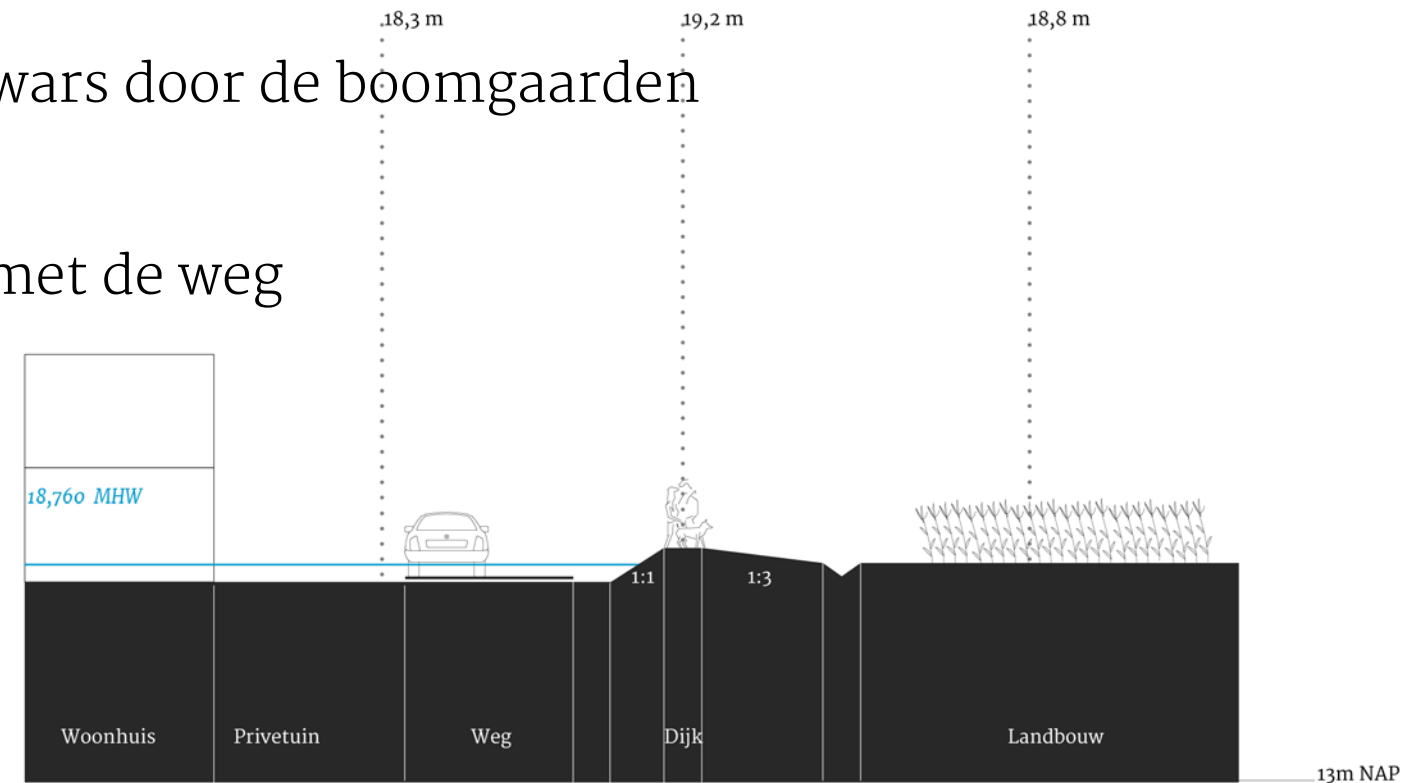 18,3 m
19,2 m
18,8 m
wars door de boomgaarden
met de weg
18,760 MHW
1:1
1:3
Woonhuis
Privetuin
Weg
Dijk
Landbouw
13m NAP